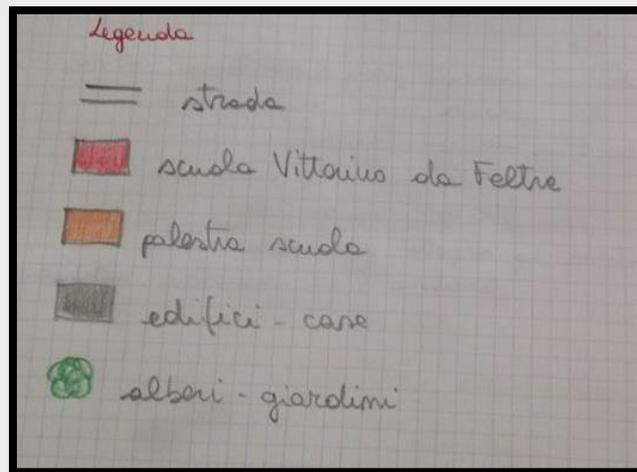 Legenda
strada
scuola Vittorino da Feltre
palestra scuola
edifici - case
alberi - giardini